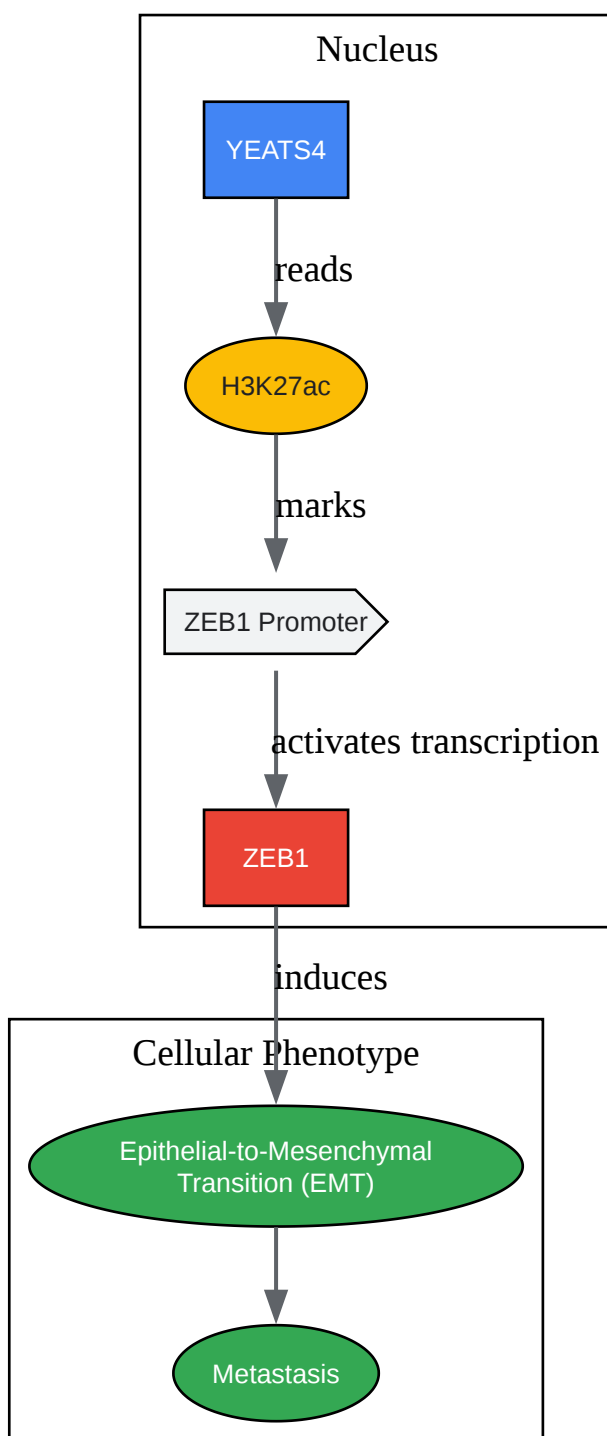 Nucleus
YEATS4
reads
H3K27ac
marks
ZEB1 Promoter
activates transcription
ZEB1
induces
Cellular Phenotype
Epithelial-to-Mesenchymal
Transition (EMT)
Metastasis